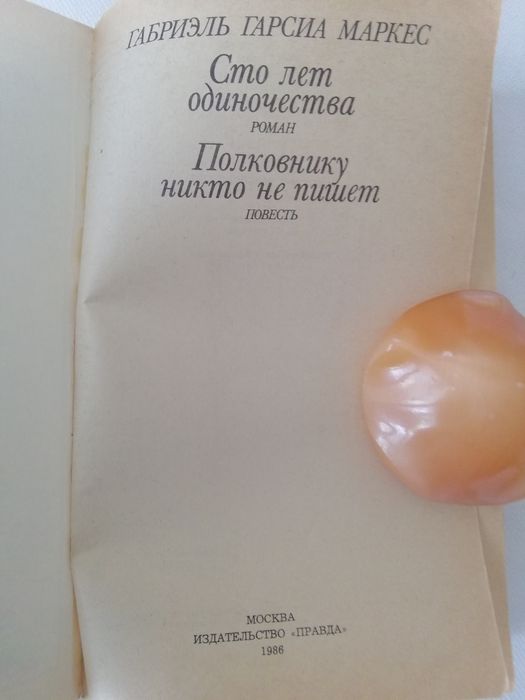 ГАБРИЭЛЬ ГАРСИА МАРКЕС
Сто лет
одиночества
РОМАН
Полковнику
никто не пишет
ПОВЕСТЬ
МОСКВА
ИЗДАТЕЛЬСТВО «ПРАВДА»
1986